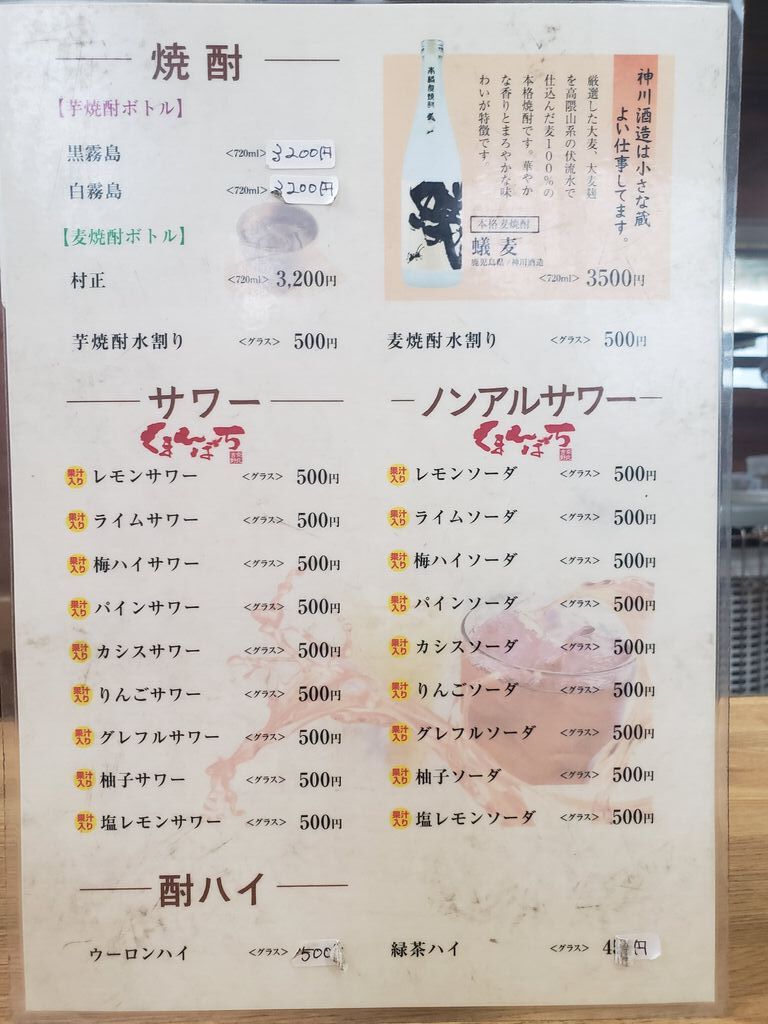 焼酎
【芋焼酎ボトル】
黒霧島 <720ml> 3200円
白霧島 <720ml> 3200円
【麦焼酎ボトル】
村正 <720ml> 3,200円
芋焼酎水割り <グラス> 500円
神川酒造は小さな蔵
よい仕事してます。
厳選した大麦、大麦麹
を高隈山系の伏流水で
仕込んだ麦100%の
本格焼酎です。華やか
な香りとまろやかな味
わいが特徴です。
本格麦焼酎
蟻麦
鹿児島県/神川酒造
<720ml> 3500円
麦焼酎水割り <グラス> 500円
サワー
くまんばち
果汁入り レモンサワー <グラス> 500円
果汁入り ライムサワー <グラス> 500円
果汁入り 梅ハイサワー <グラス> 500円
果汁入り パインサワー <グラス> 500円
果汁入り カシスサワー <グラス> 500円
果汁入り りんごサワー <グラス> 500円
果汁入り グレフルサワー <グラス> 500円
果汁入り 柚子サワー <グラス> 500円
果汁入り 塩レモンサワー <グラス> 500円
ノンアルサワー
くまんばち
果汁入り レモンソーダ <グラス> 500円
果汁入り ライムソーダ <グラス> 500円
果汁入り 梅ハイソーダ <グラス> 500円
果汁入り パインソーダ <グラス> 500円
果汁入り カシスソーダ <グラス> 500円
果汁入り りんごソーダ <グラス> 500円
果汁入り グレフルソーダ <グラス> 500円
果汁入り 柚子ソーダ <グラス> 500円
果汁入り 塩レモンソーダ <グラス> 500円
酎ハイ
ウーロンハイ <グラス> 500
緑茶ハイ <グラス> 円